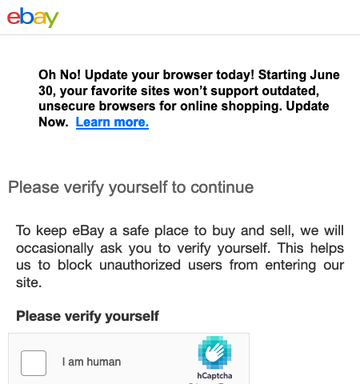 ebay
Oh No! Update your browser today! Starting June
30, your favorite sites won't support outdated,
unsecure browsers for online shopping. Update
Now. Learn more.
Please verify yourself to continue
To keep eBay a safe place to buy and sell, we will
occasionally ask you to verify yourself. This helps
us to block unauthorized users from entering our
site.
Please verify yourself
I am human
hCaptcha